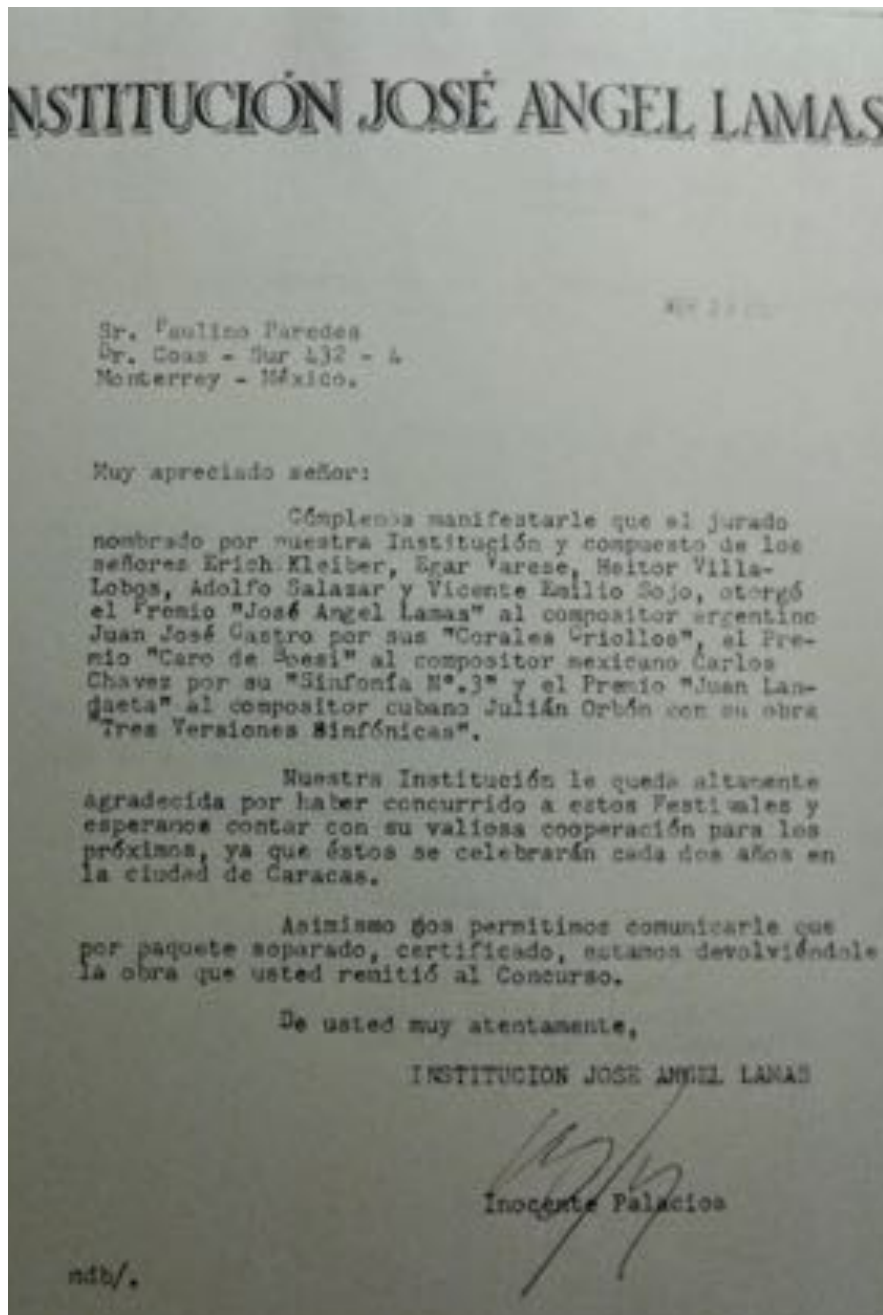 NSTITUCIÓN JOSÉ ANGEL LAMAS
Sr. Paulino Paredes
Dr. Coss - Sur 432 - 4
Monterrey - México.
Muy apreciado señor:
Cúmplenos manifestarle que el jurado
nombrado por nuestra Institución y compuesto de los
señores Erich Kleiber, Egar Varese, Heitor Villa-
Lobos, Adolfo Salazar y Vicente Emilio Sojo, otorgó
el Premio "José Angel Lamas" al compositor argentino
Juan José Castro por sus "Corales Criollos", el Pre-
mio "Caro de Boesi" al compositor mexicano Carlos
Chavez por su "Sinfonía Nº.3" y el Premio "Juan Lan-
daeta" al compositor cubano Julián Orbón con su obra
"Tres Versiones Sinfónicas".
Nuestra Institución le queda altamente
agradecida por haber concurrido a estos Festivales y
esperamos contar con su valiosa cooperación para los
próximos, ya que éstos se celebrarán cada dos años en
la ciudad de Caracas.
Asimismo nos permitimos comunicarle que
por paquete separado, certificado, estamos devolviéndole
la obra que usted remitió al Concurso.
De usted muy atentamente,
INSTITUCION JOSE ANGEL LAMAS
Inocente Palacios
mdb/.